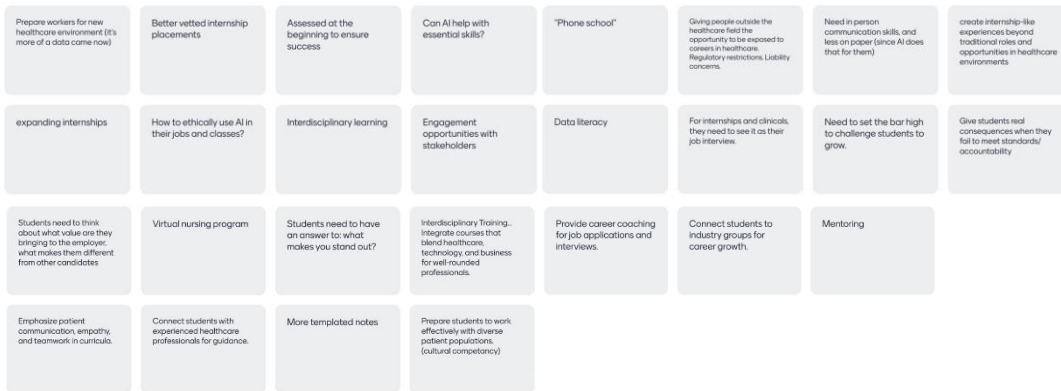 Prepare workers for new
healthcare environment (it's
more of a data came now)
Better vetted internship
placements
Assessed at the
beginning to ensure
success
Can AI help with
essential skills?
"Phone school"
Giving people outside the
healthcare field the
opportunity to be exposed to
careers in healthcare.
Regulatory restrictions. Liability
concerns.
Need in person
communication skills, and
less on paper (since AI does
that for them)
create internship-like
experiences beyond
traditional roles and
opportunities in healthcare
environments
expanding internships
How to ethically use AI in
their jobs and classes?
Interdisciplinary learning
Engagement
opportunities with
stakeholders
Data literacy
For internships and clinicals,
they need to see it as their
job interview.
Need to set the bar high
to challenge students to
grow.
Give students real
consequences when they
fail to meet standards/
accountability
Students need to think
about what value are they
bringing to the employer,
what makes them different
from other candidates
Virtual nursing program
Students need to have
an answer to: what
makes you stand out?
Interdisciplinary Training...
Integrate courses that
blend healthcare,
technology, and business
for well-rounded
professionals.
Provide career coaching
for job applications and
interviews.
Connect students to
industry groups for
career growth.
Mentoring
Emphasize patient
communication, empathy,
and teamwork in curricula.
Connect students with
experienced healthcare
professionals for guidance.
More templated notes
Prepare students to work
effectively with diverse
patient populations.
(cultural competancy)